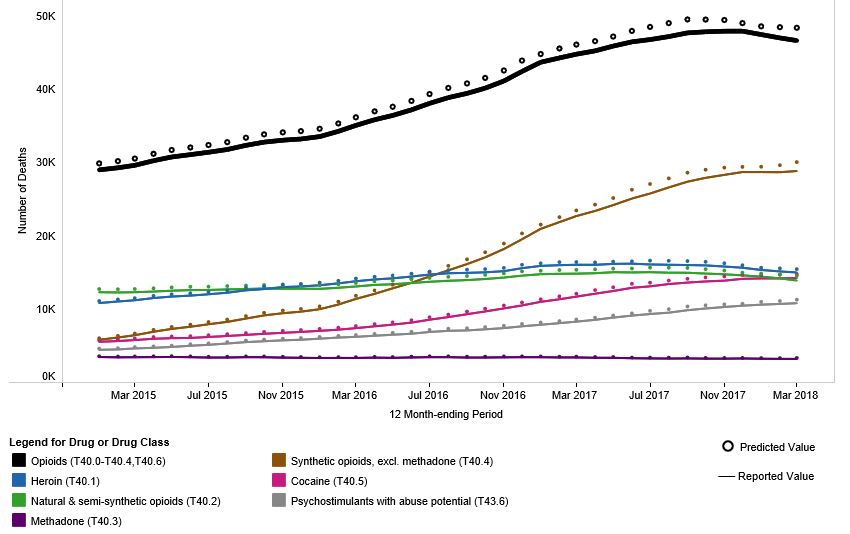 50K
40K
30K
20K
10K
0K
Number of Deaths
Mar 2015 Jul 2015 Nov 2015 Mar 2016 Jul 2016 Nov 2016 Mar 2017 Jul 2017 Nov 2017 Mar 2018
12 Month-ending Period
Legend for Drug or Drug Class
Opioids (T40.0-T40.4,T40.6)
Heroin (T40.1)
Natural & semi-synthetic opioids (T40.2)
Methadone (T40.3)
Synthetic opioids, excl. methadone (T40.4)
Cocaine (T40.5)
Psychostimulants with abuse potential (T43.6)
Predicted Value
Reported Value